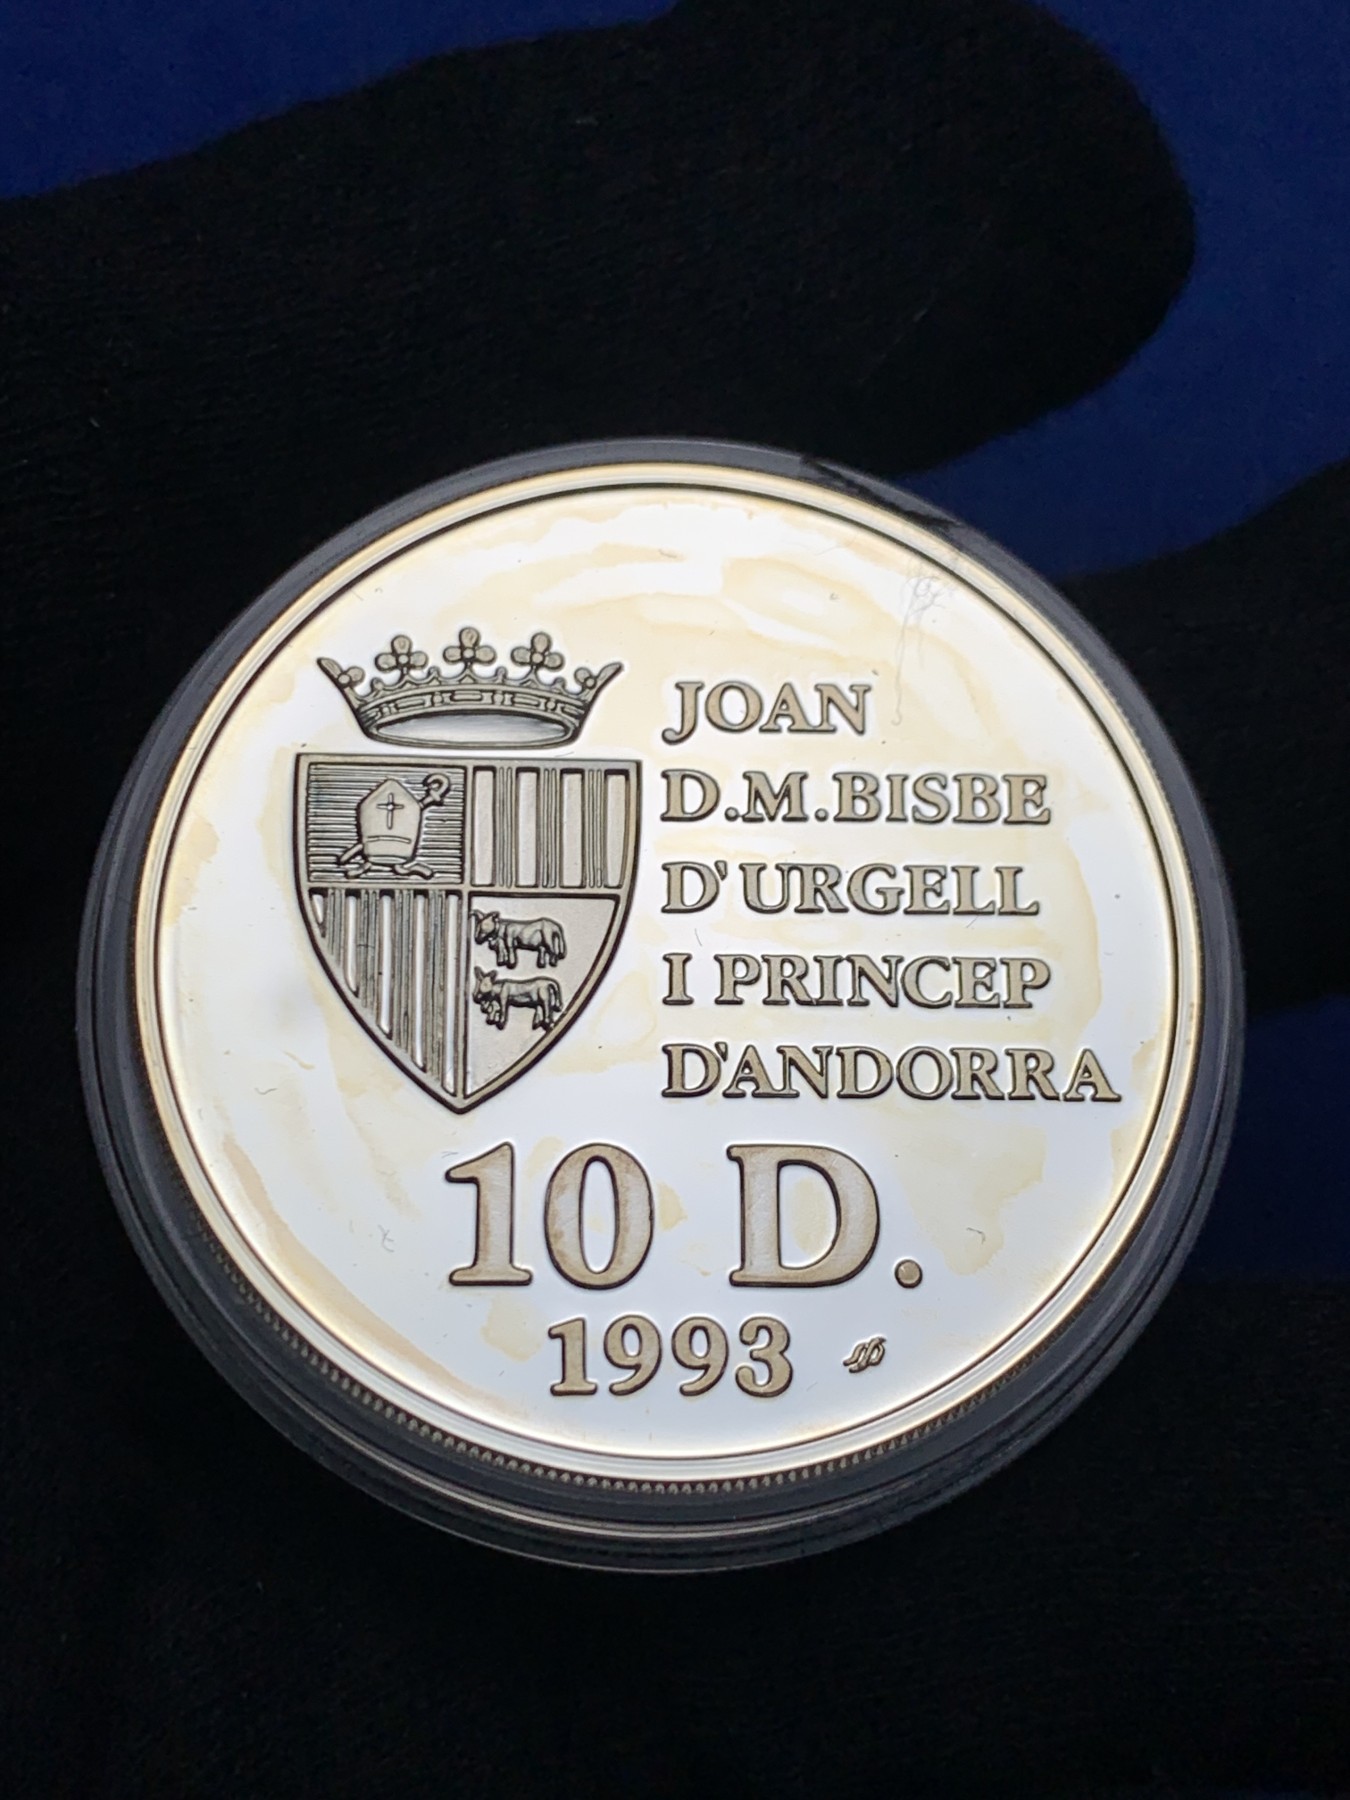 JOAN
D.M.BISBE
D'URGELL
I PRINCEP
D'ANDORRA
10 D.
1993